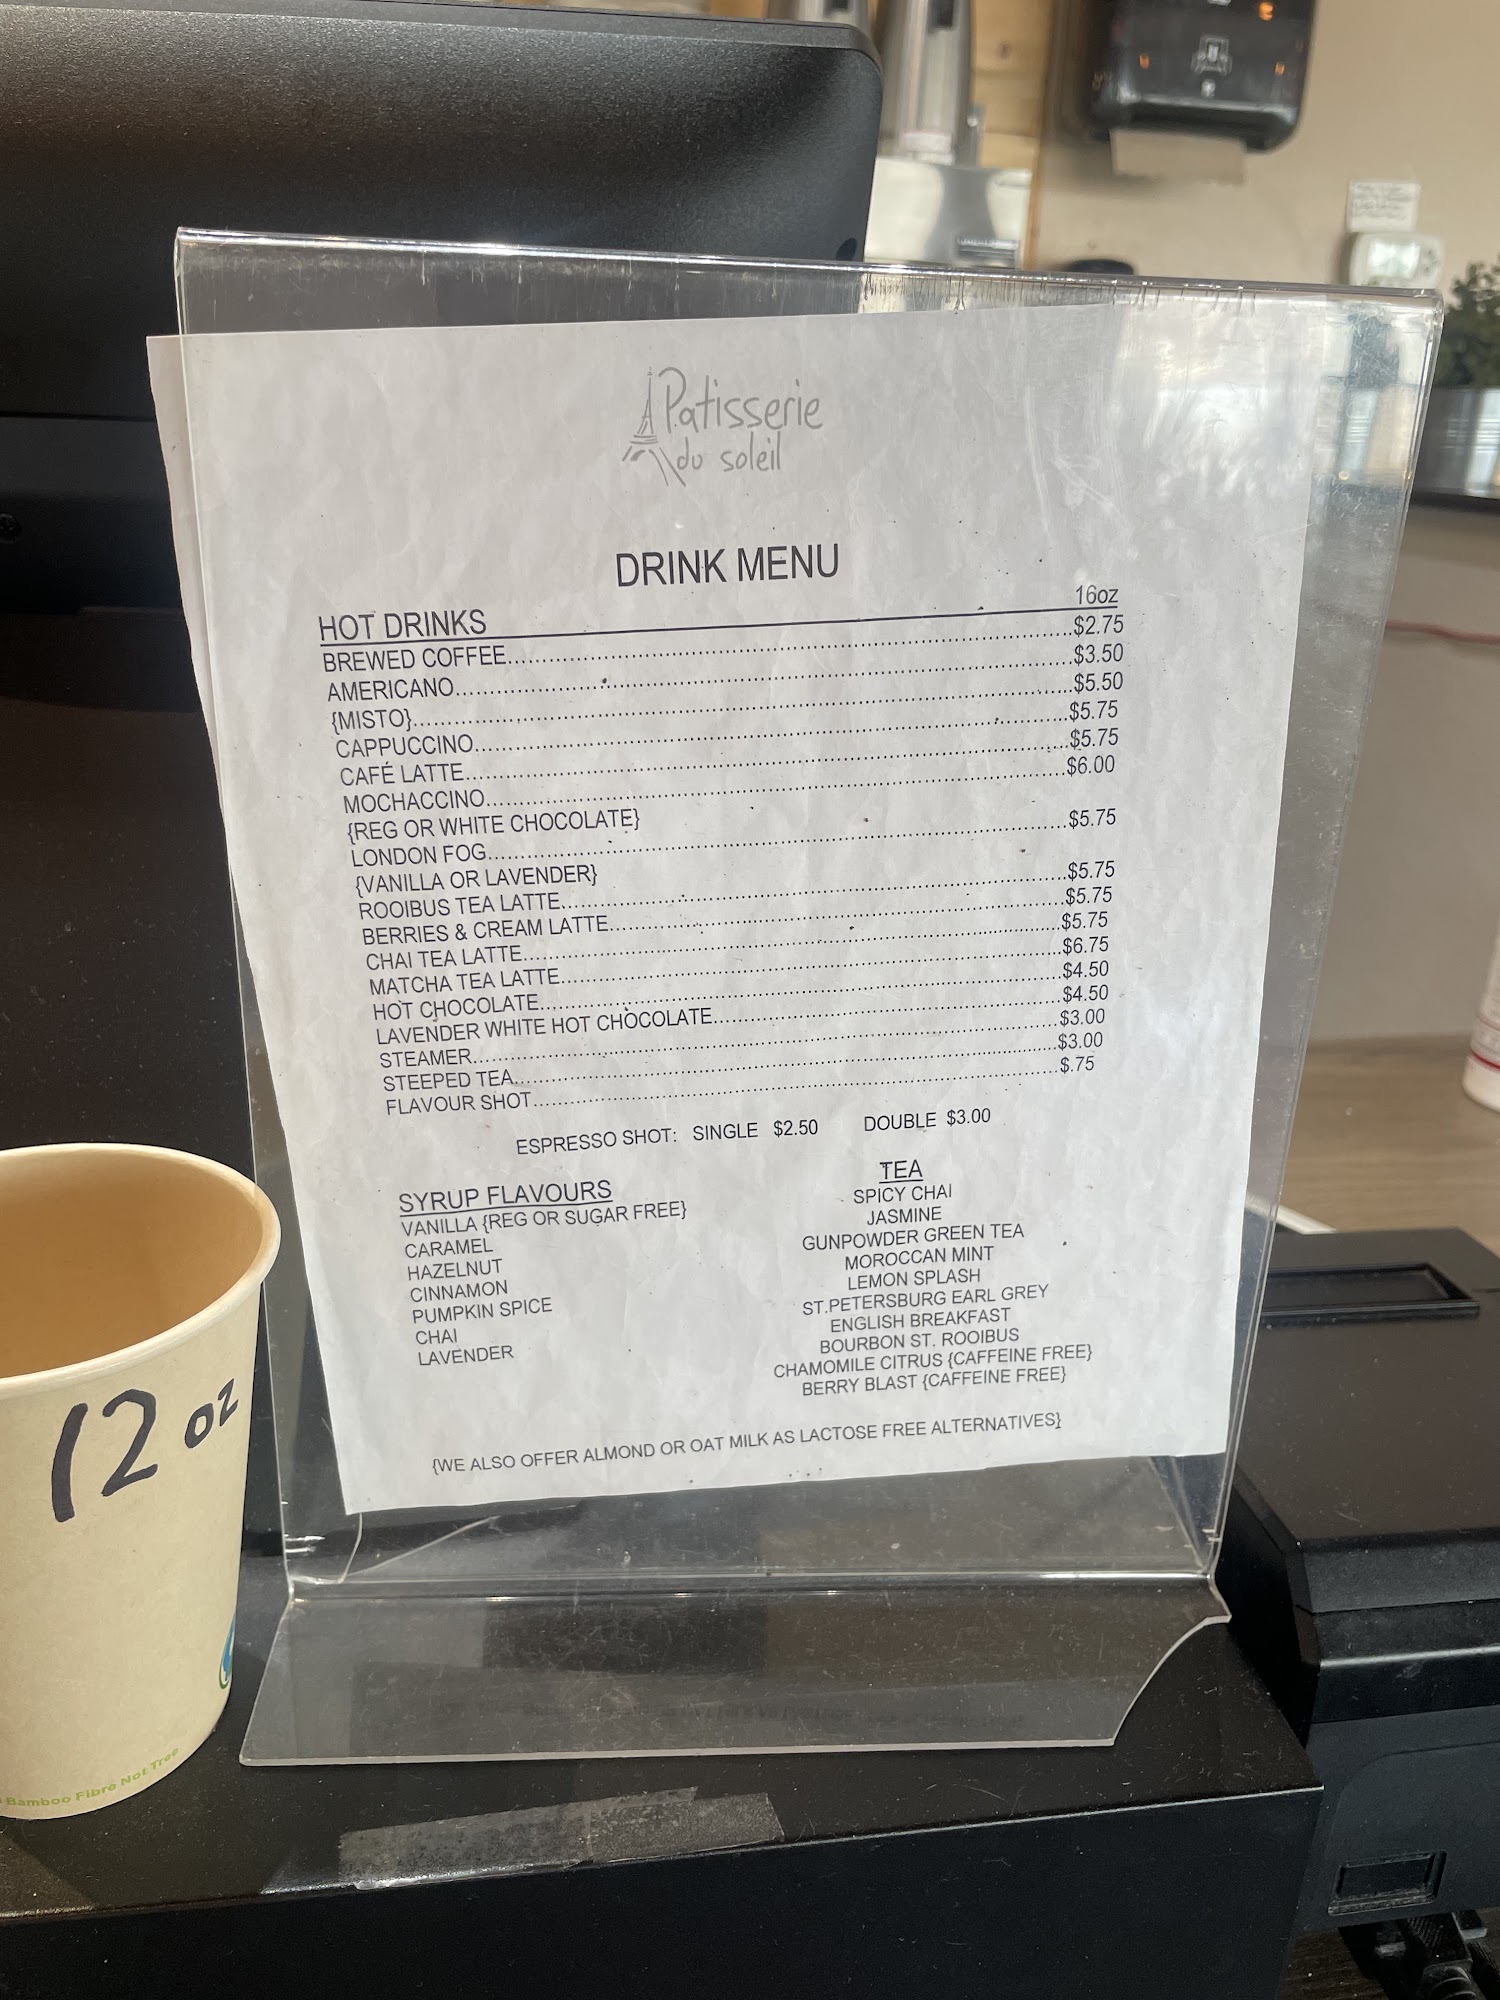 Patisserie
du soleil
DRINK MENU
16oz
HOT DRINKS
BREWED COFFEE $2.75
AMERICANO $3.50
{MISTO} $5.50
CAPPUCCINO $5.75
CAFÉ LATTE $5.75
MOCHACCINO $6.00
{REG OR WHITE CHOCOLATE}
LONDON FOG $5.75
{VANILLA OR LAVENDER}
ROOIBUS TEA LATTE $5.75
BERRIES & CREAM LATTE $5.75
CHAI TEA LATTE $5.75
MATCHA TEA LATTE $6.75
HOT CHOCOLATE $4.50
LAVENDER WHITE HOT CHOCOLATE $4.50
STEAMER $3.00
STEEPED TEA $3.00
FLAVOUR SHOT $.75
ESPRESSO SHOT: SINGLE $2.50 DOUBLE $3.00
SYRUP FLAVOURS
VANILLA {REG OR SUGAR FREE}
CARAMEL
HAZELNUT
CINNAMON
PUMPKIN SPICE
CHAI
LAVENDER
TEA
SPICY CHAI
JASMINE
GUNPOWDER GREEN TEA
MOROCCAN MINT
LEMON SPLASH
ST.PETERSBURG EARL GREY
ENGLISH BREAKFAST
BOURBON ST. ROOIBUS
CHAMOMILE CITRUS {CAFFEINE FREE}
BERRY BLAST {CAFFEINE FREE}
{WE ALSO OFFER ALMOND OR OAT MILK AS LACTOSE FREE ALTERNATIVES}
12 oz
Bamboo Fibre Not Tree